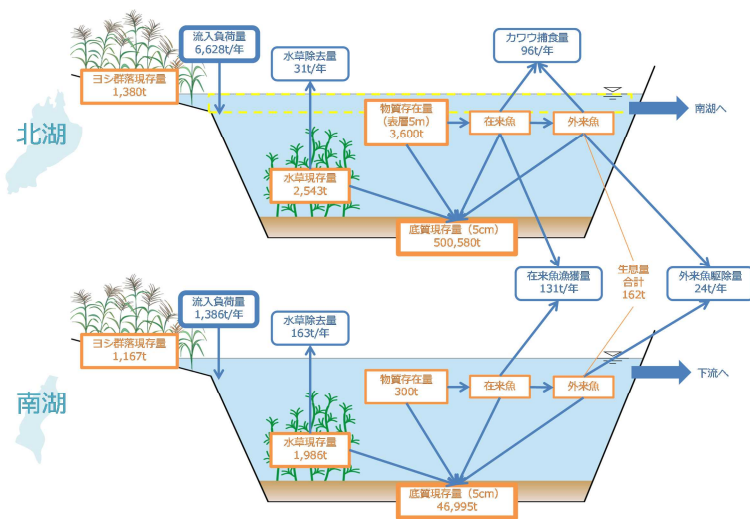 流入負荷量
6,628t/年
水草除去量
31t/年
カワウ捕食量
96t/年
ヨシ群落現存量
1,380t
物質存在量
(表層5m)
3,600t
在来魚
外来魚
南湖へ
北湖
水草現存量
2,543t
底質現存量（5cm）
500,580t
在来魚漁獲量
131t/年
生息量
合計
162t
外来魚駆除量
24t/年
流入負荷量
1,386t/年
水草除去量
163t/年
ヨシ群落現存量
1,167t
物質存在量
300t
在来魚
外来魚
下流へ
南湖
水草現存量
1,986t
底質現存量（5cm）
46,995t